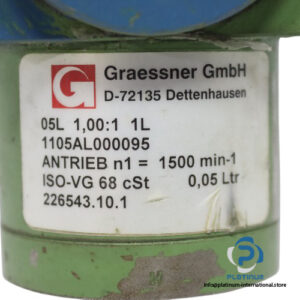 G
Graessner GmbH
D-72135 Dettenhausen
05L 1,00:1 1L
1105AL000095
ANTRIEB n1 = 1500 min-1
ISO-VG 68 cSt 0,05 Ltr
226543.10.1
PLATINUM
https://platinum-international.store